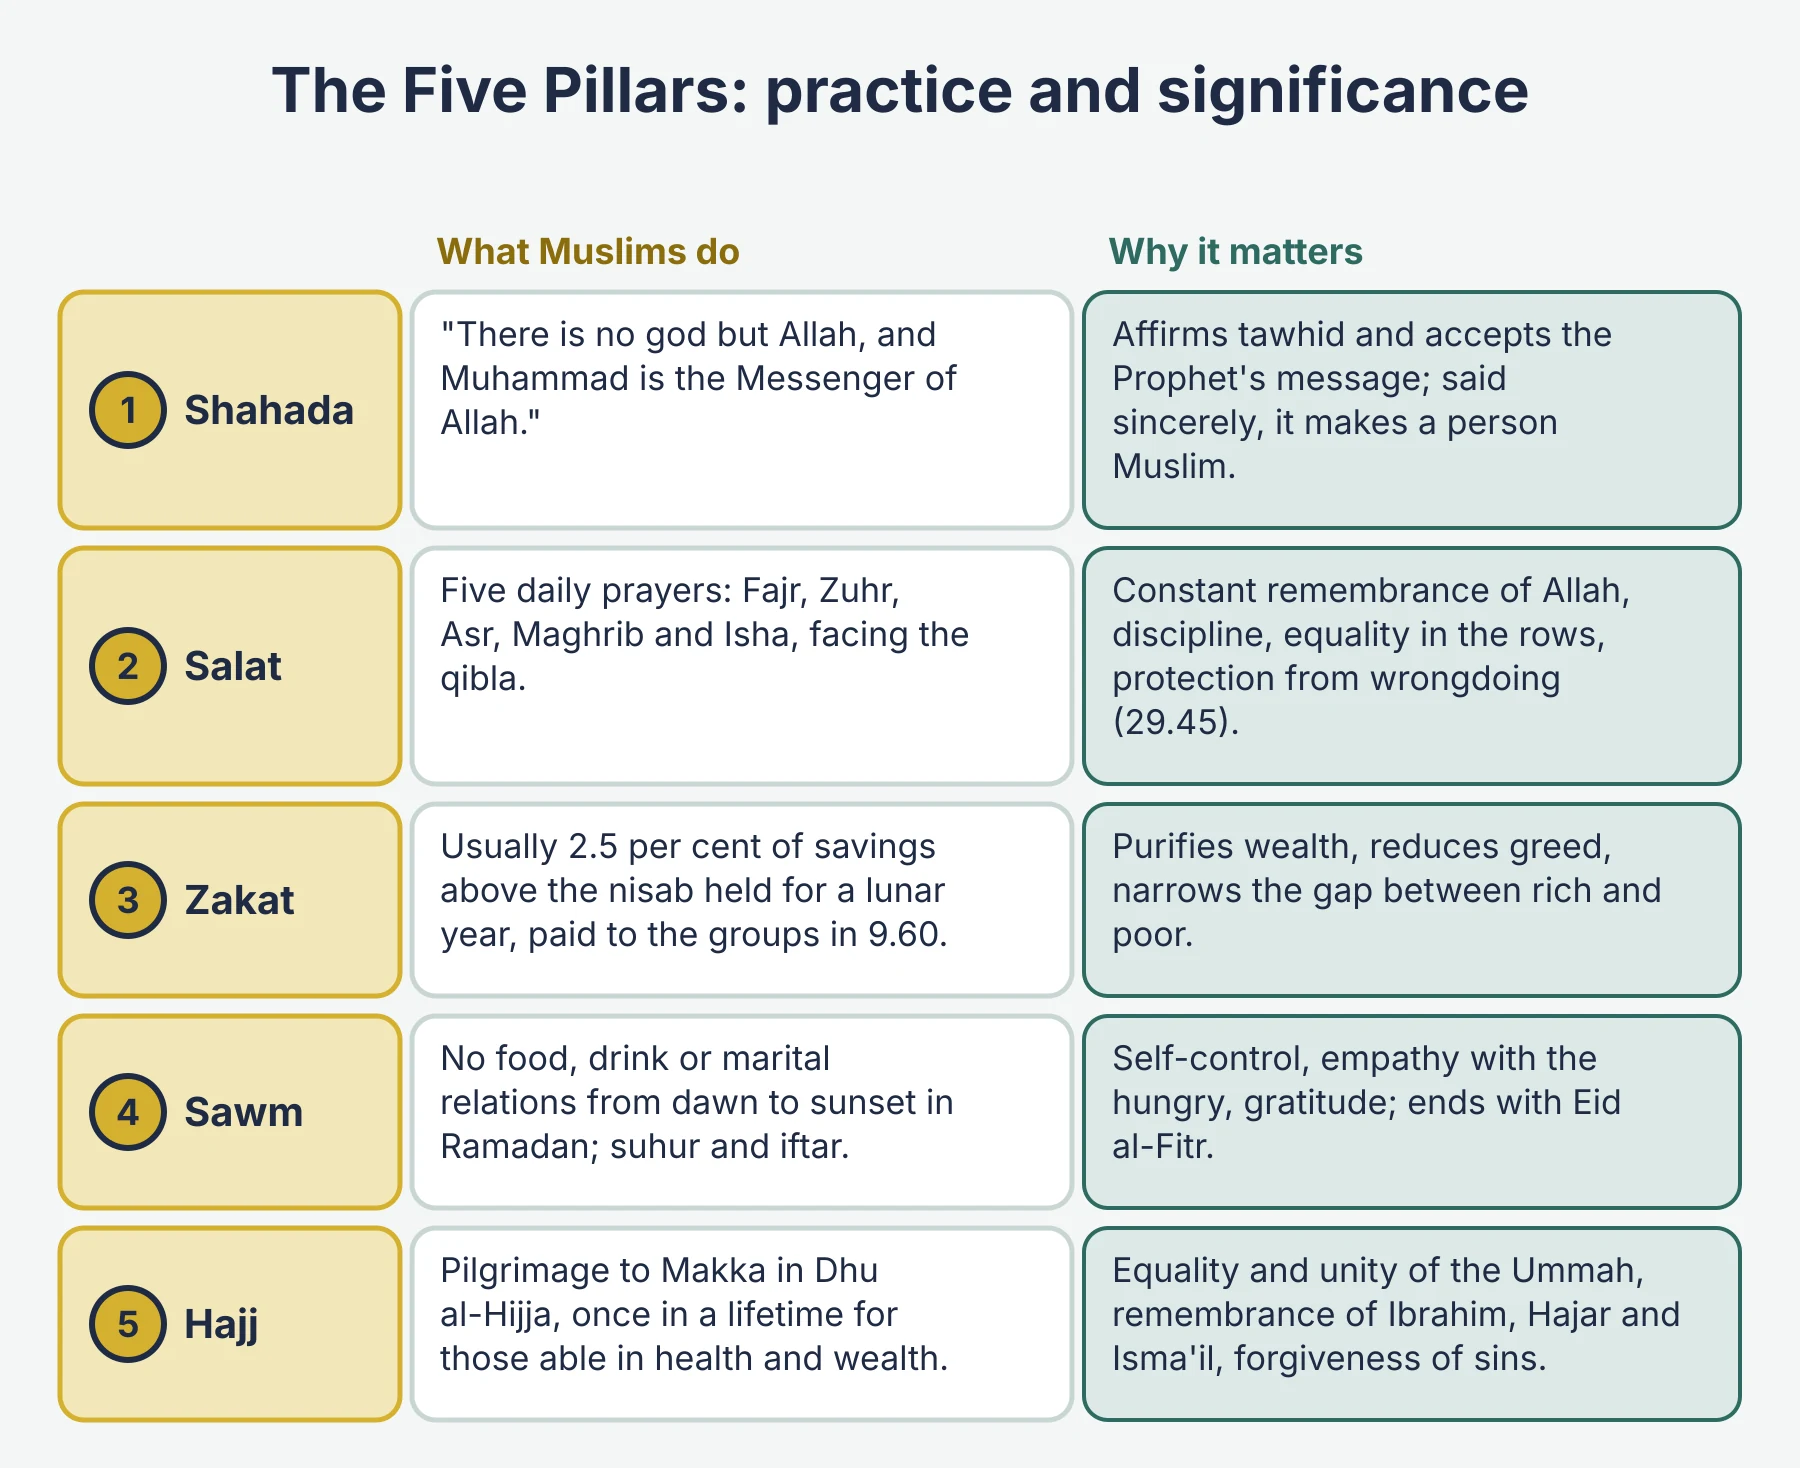 The Five Pillars: practice and significance
What Muslims do
Why it matters
1 Shahada
"There is no god but Allah, and
Muhammad is the Messenger of
Allah."
Affirms tawhid and accepts the
Prophet's message; said
sincerely, it makes a person
Muslim.
2 Salat
Five daily prayers: Fajr, Zuhr,
Asr, Maghrib and Isha, facing the
qibla.
Constant remembrance of Allah,
discipline, equality in the rows,
protection from wrongdoing
(29.45).
3 Zakat
Usually 2.5 per cent of savings
above the nisab held for a lunar
year, paid to the groups in 9.60.
Purifies wealth, reduces greed,
narrows the gap between rich and
poor.
4 Sawm
No food, drink or marital
relations from dawn to sunset in
Ramadan; suhur and iftar.
Self-control, empathy with the
hungry, gratitude; ends with Eid
al-Fitr.
5 Hajj
Pilgrimage to Makka in Dhu
al-Hijja, once in a lifetime for
those able in health and wealth.
Equality and unity of the Ummah,
remembrance of Ibrahim, Hajar and
Isma'il, forgiveness of sins.